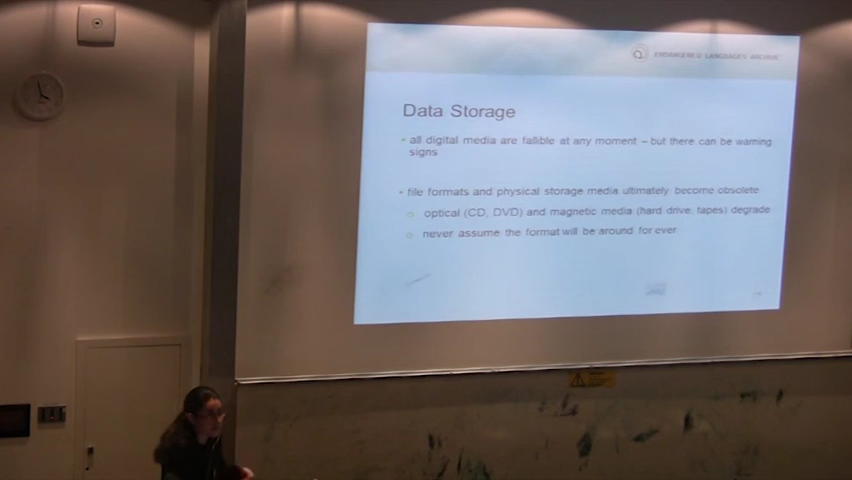 ENDANGERED LANGUAGES ARCHIVE
Data Storage
- all digital media are fallible at any moment – but there can be warning
signs
- file formats and physical storage media ultimately become obsolete
o optical (CD, DVD) and magnetic media (hard drive, tapes) degrade
o never assume the format will be around for ever